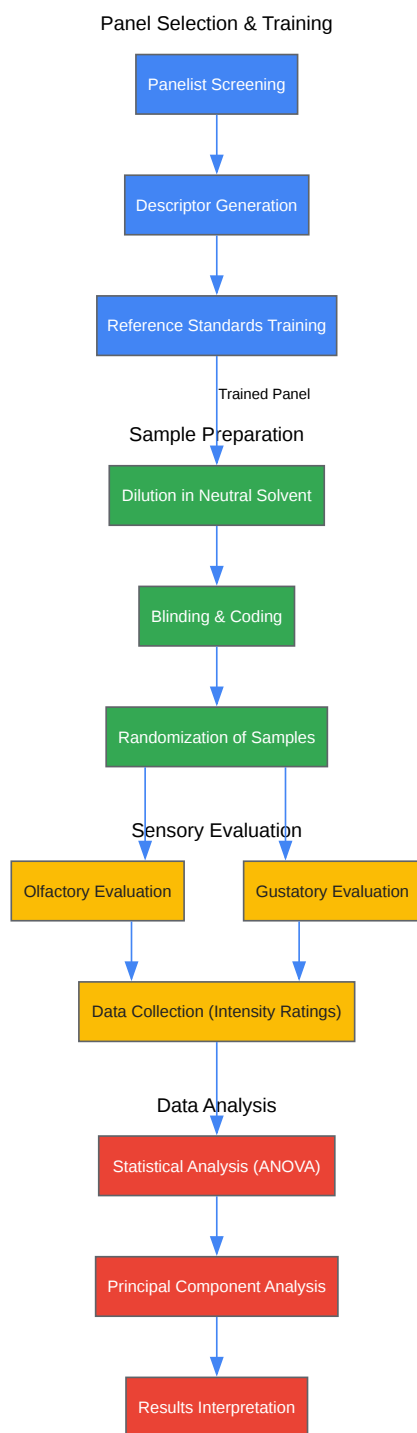 Panel Selection & Training
Panelist Screening
Descriptor Generation
Reference Standards Training
Trained Panel
Sample Preparation
Dilution in Neutral Solvent
Blinding & Coding
Randomization of Samples
Sensory Evaluation
Olfactory Evaluation
Gustatory Evaluation
Data Collection (Intensity Ratings)
Data Analysis
Statistical Analysis (ANOVA)
Principal Component Analysis
Results Interpretation